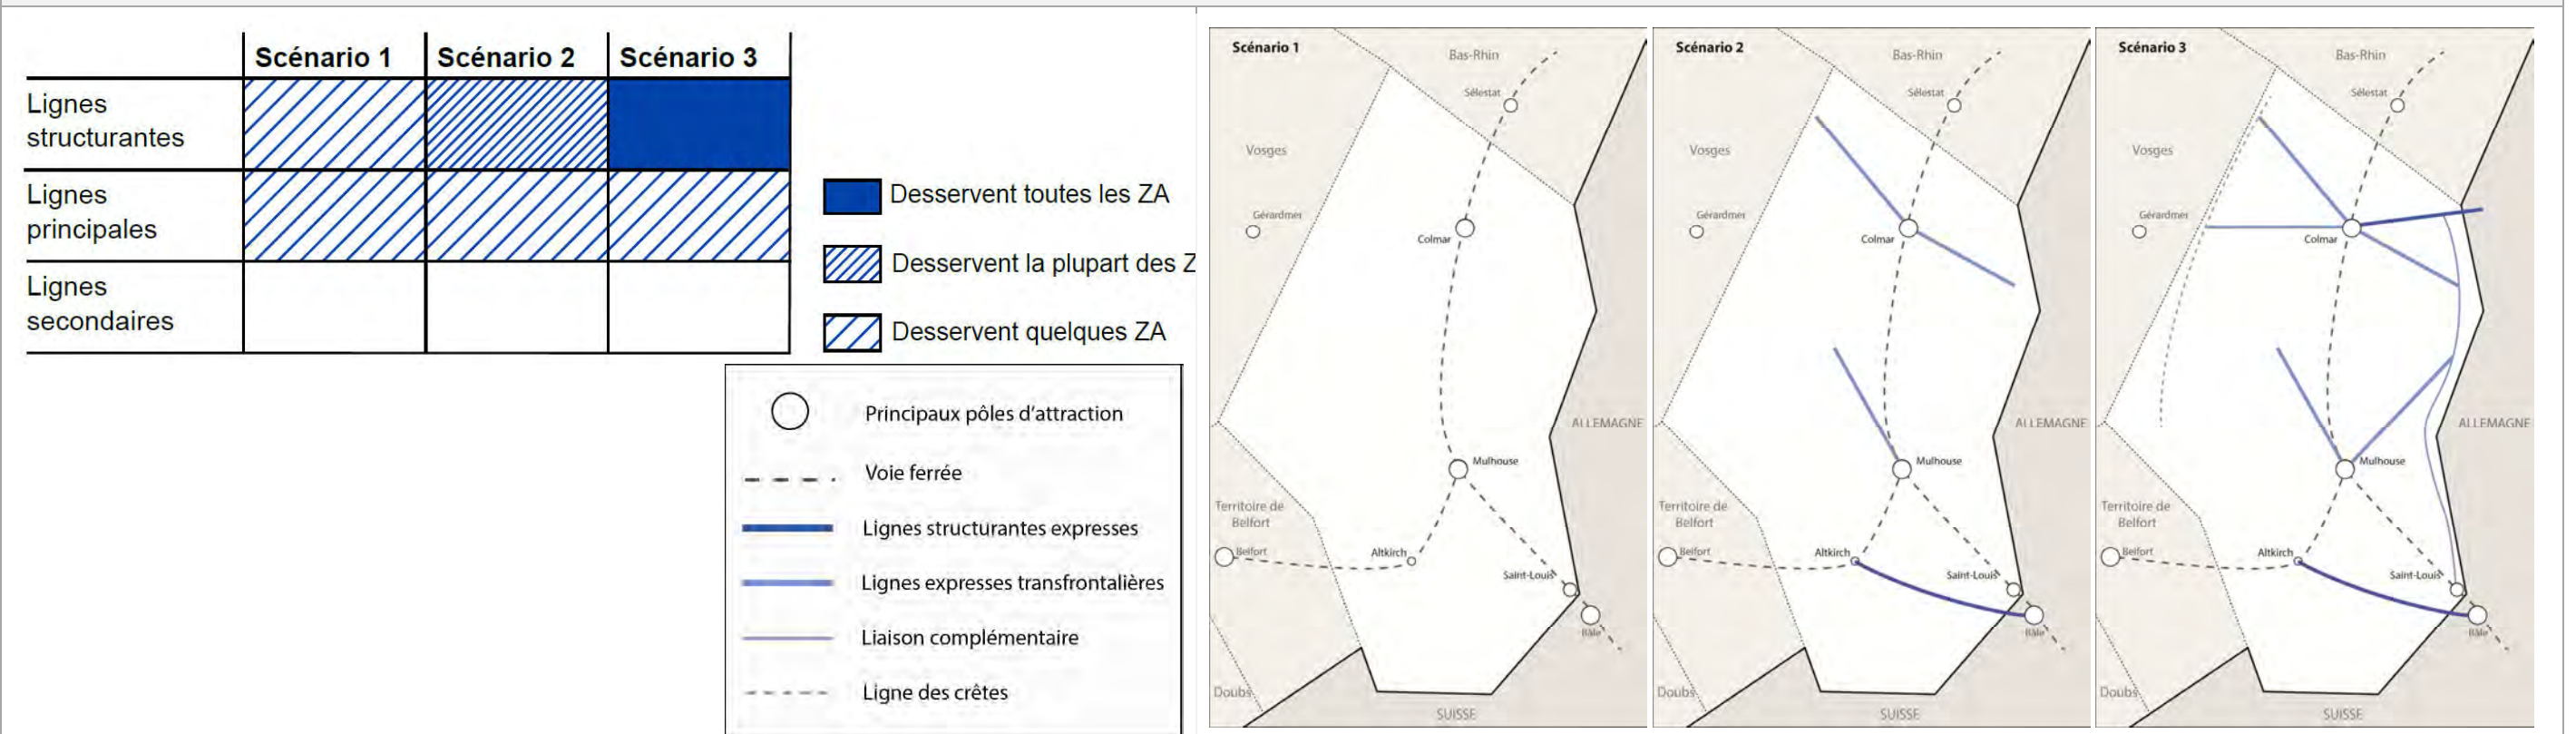 Scénario 1
Scénario 2
Scénario 3
Lignes
structurantes
Lignes
principales
Lignes
secondaires
Desservent toutes les ZA
Desservent la plupart des Z
Desservent quelques ZA
Principaux pôles d'attraction
Voie ferrée
Lignes structurantes expresses
Lignes expresses transfrontalières
Liaison complémentaire
Ligne des crêtes
Scénario 1
Bas-Rhin
Sélestat
Vosges
Gérardmer
Colmar
ALLEMAGNE
Mulhouse
Territoire de
Belfort
Belfort
Altkirch
Saint-Louis
Bâle
Doubs
SUISSE
Scénario 2
Bas-Rhin
Sélestat
Vosges
Gérardmer
Colmar
ALLEMAGNE
Mulhouse
Territoire de
Belfort
Belfort
Altkirch
Saint-Louis
Bâle
Doubs
SUISSE
Scénario 3
Bas-Rhin
Sélestat
Vosges
Gérardmer
Colmar
ALLEMAGNE
Mulhouse
Territoire de
Belfort
Belfort
Altkirch
Saint-Louis
Bâle
Doubs
SUISSE